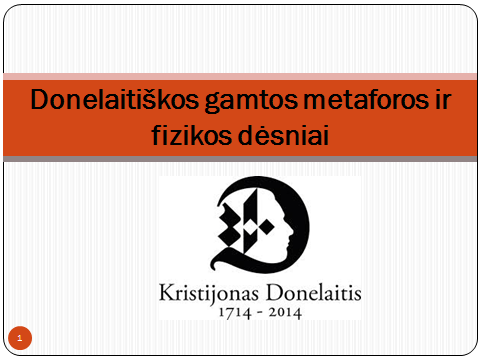 Donelaitiškos gamtos metaforos ir
fizikos dėsniai
Kristijonas Donelaitis
1714 - 2014
1